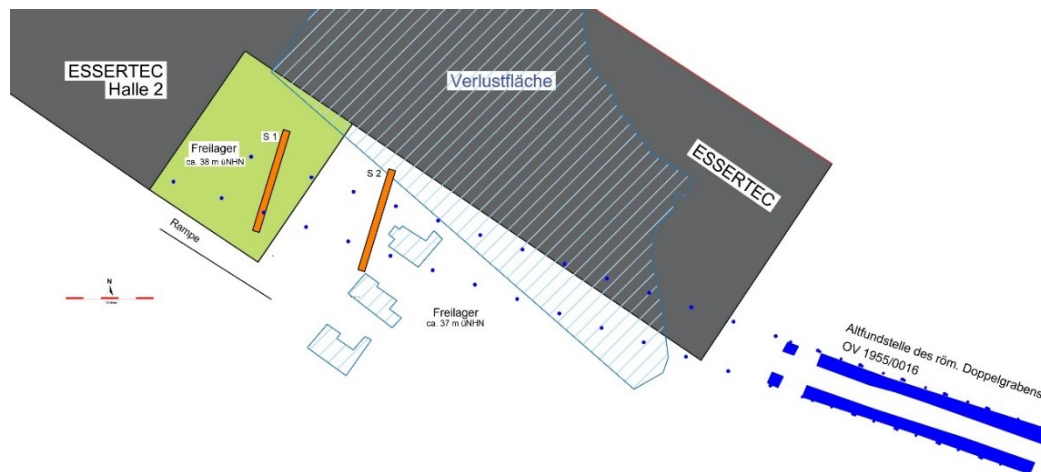 ESSERTEC
Halle 2
Verlustfläche
S 1
Freilager
ca. 38 m üNHN
ESSERTEC
S 2
Rampe
N
Freilager
ca. 37 m üNHN
Altfundstelle des röm. Doppelgrabens
OV 1955/0016